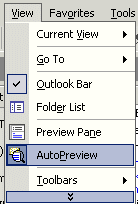 View Favorites Tools
Current View
Go To
Outlook Bar
Folder List
Preview Pane
AutoPreview
Toolbars